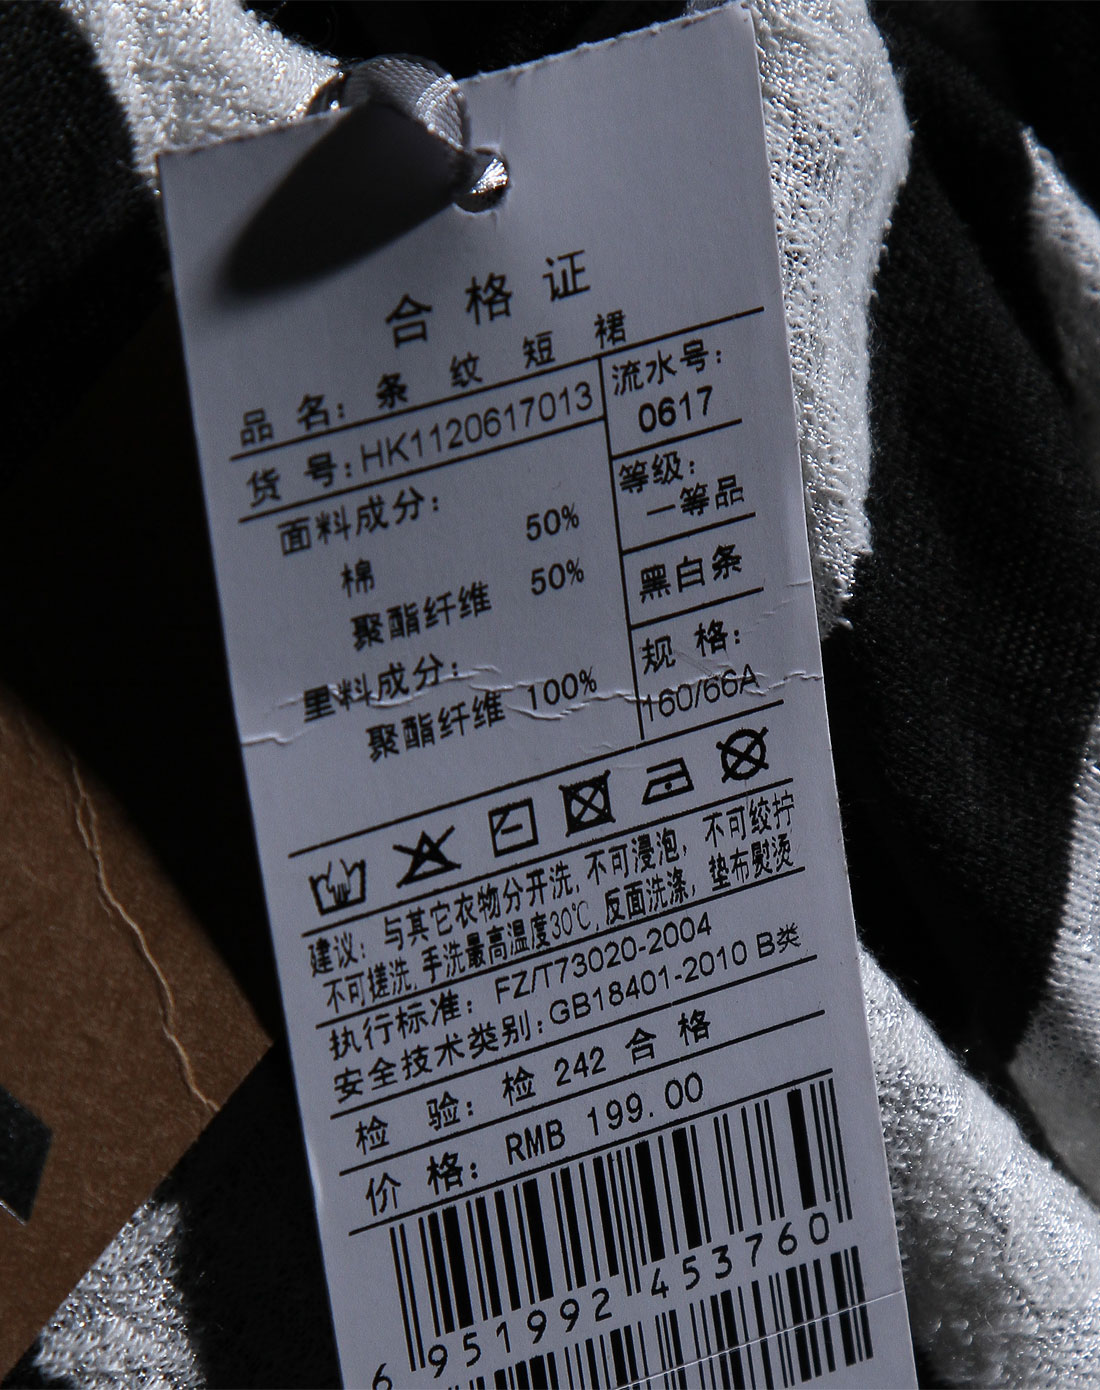 合格证
品名：条纹短裙
货号：HK1120617013
流水号：
0617
面料成分：
棉 50%
聚酯纤维 50%
里料成分：
聚酯纤维 100%
等级：
一等品
黑白条
规格：
160/66A
建议：与其它衣物分开洗，不可浸泡，不可绞拧
不可搓洗，手洗最高温度30℃，反面洗涤，垫布熨烫
执行标准：FZ/T73020-2004
安全技术类别：GB18401-2010 B类
检验：检 242 合格
价格：RMB 199.00
6 951992 453760